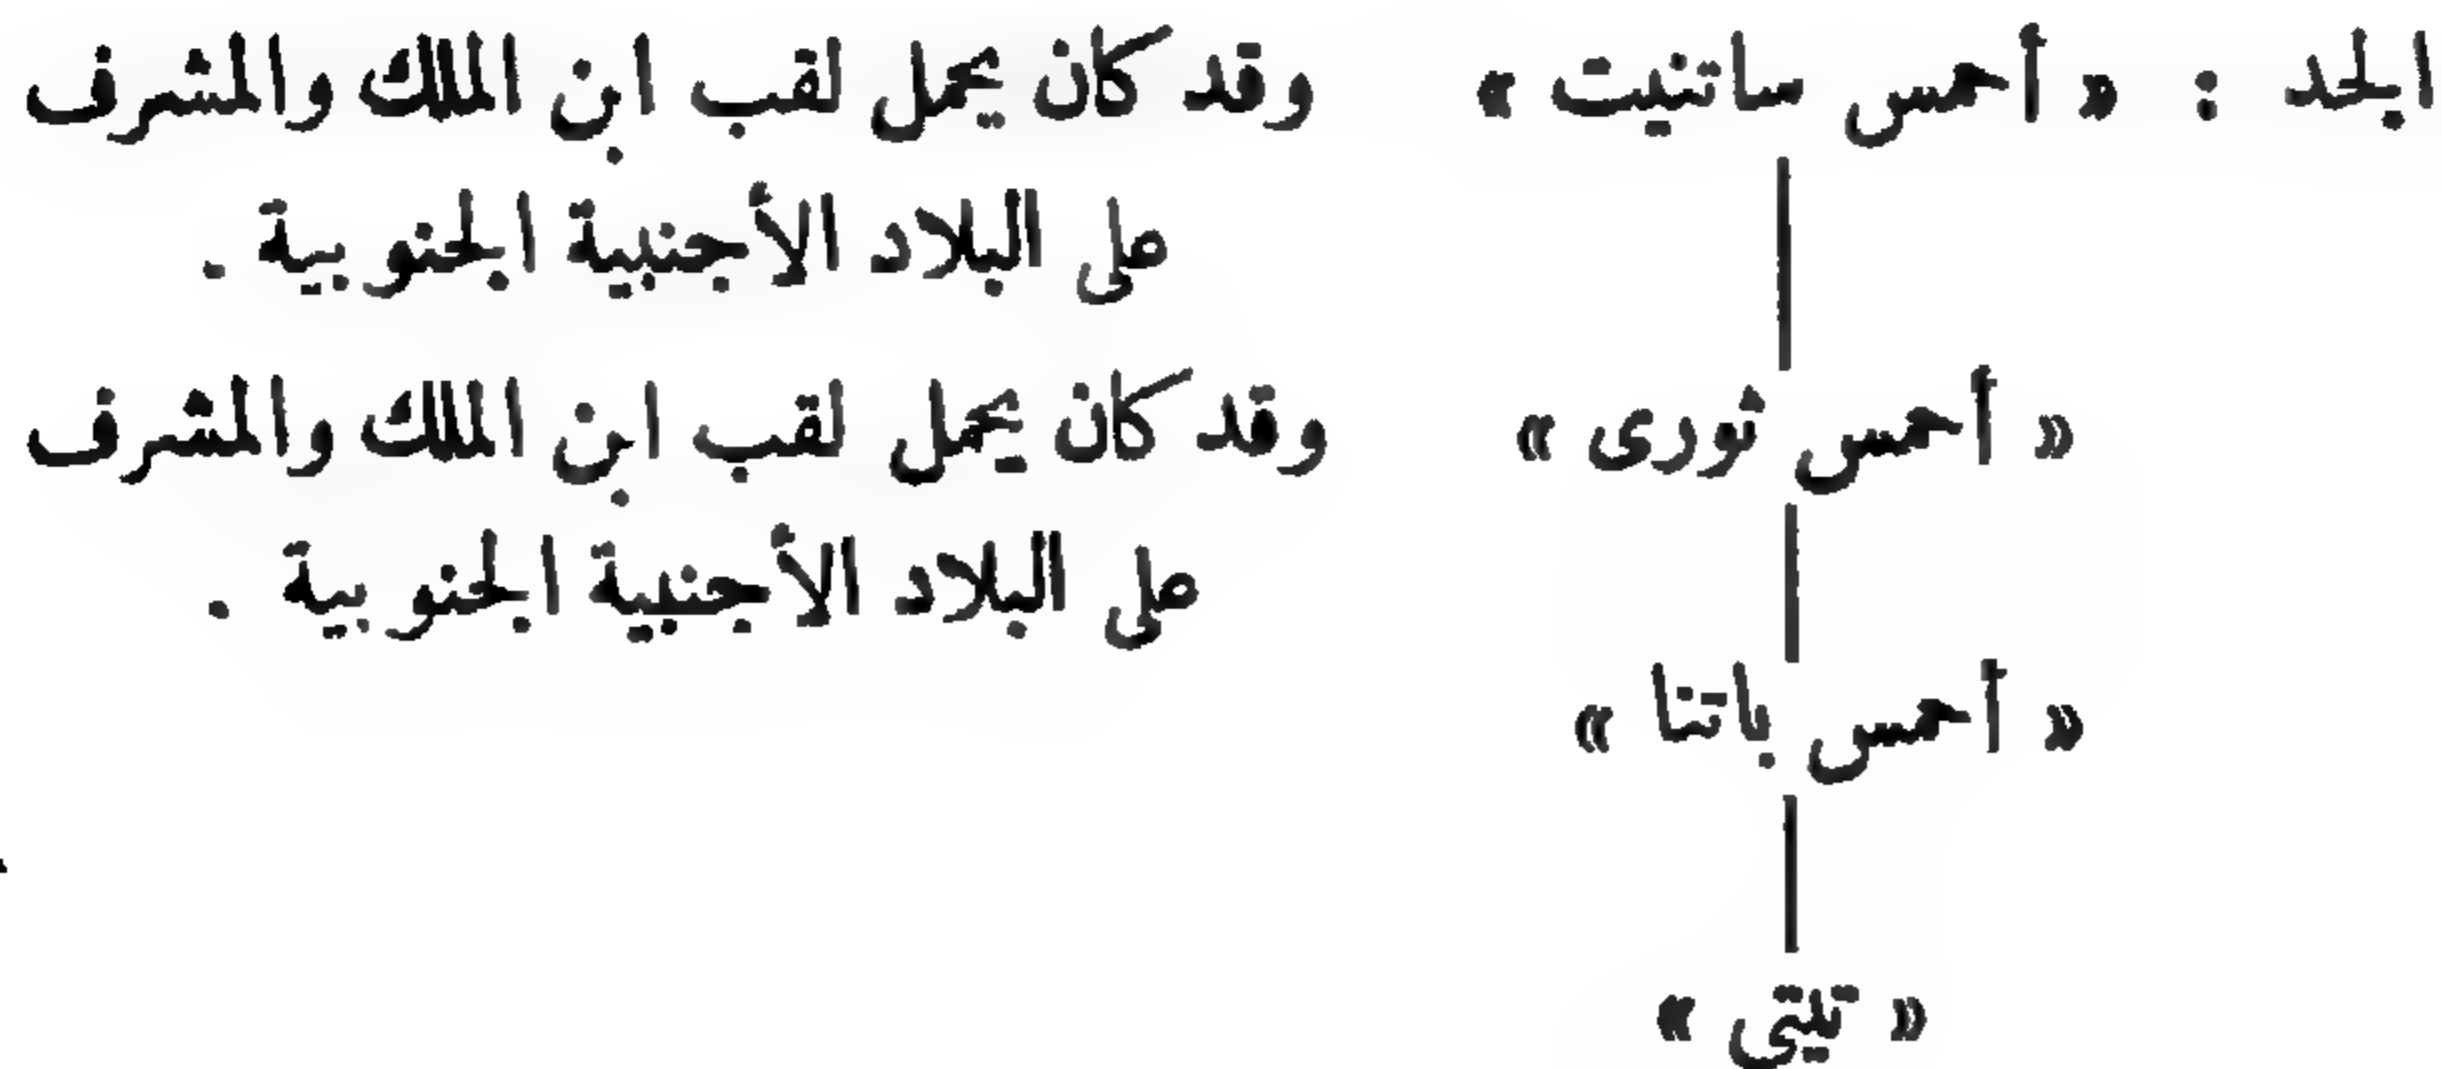 الجد : « أحمس ساتنيت » وقد كان يحمل لقب ابن الملك والمشرف
على البلاد الأجنبية الجنوبية .
« أحمس ثورى » وقد كان يحمل لقب ابن الملك والمشرف
على البلاد الأجنبية الجنوبية .
« أحمس باتنا »
« تيتى »